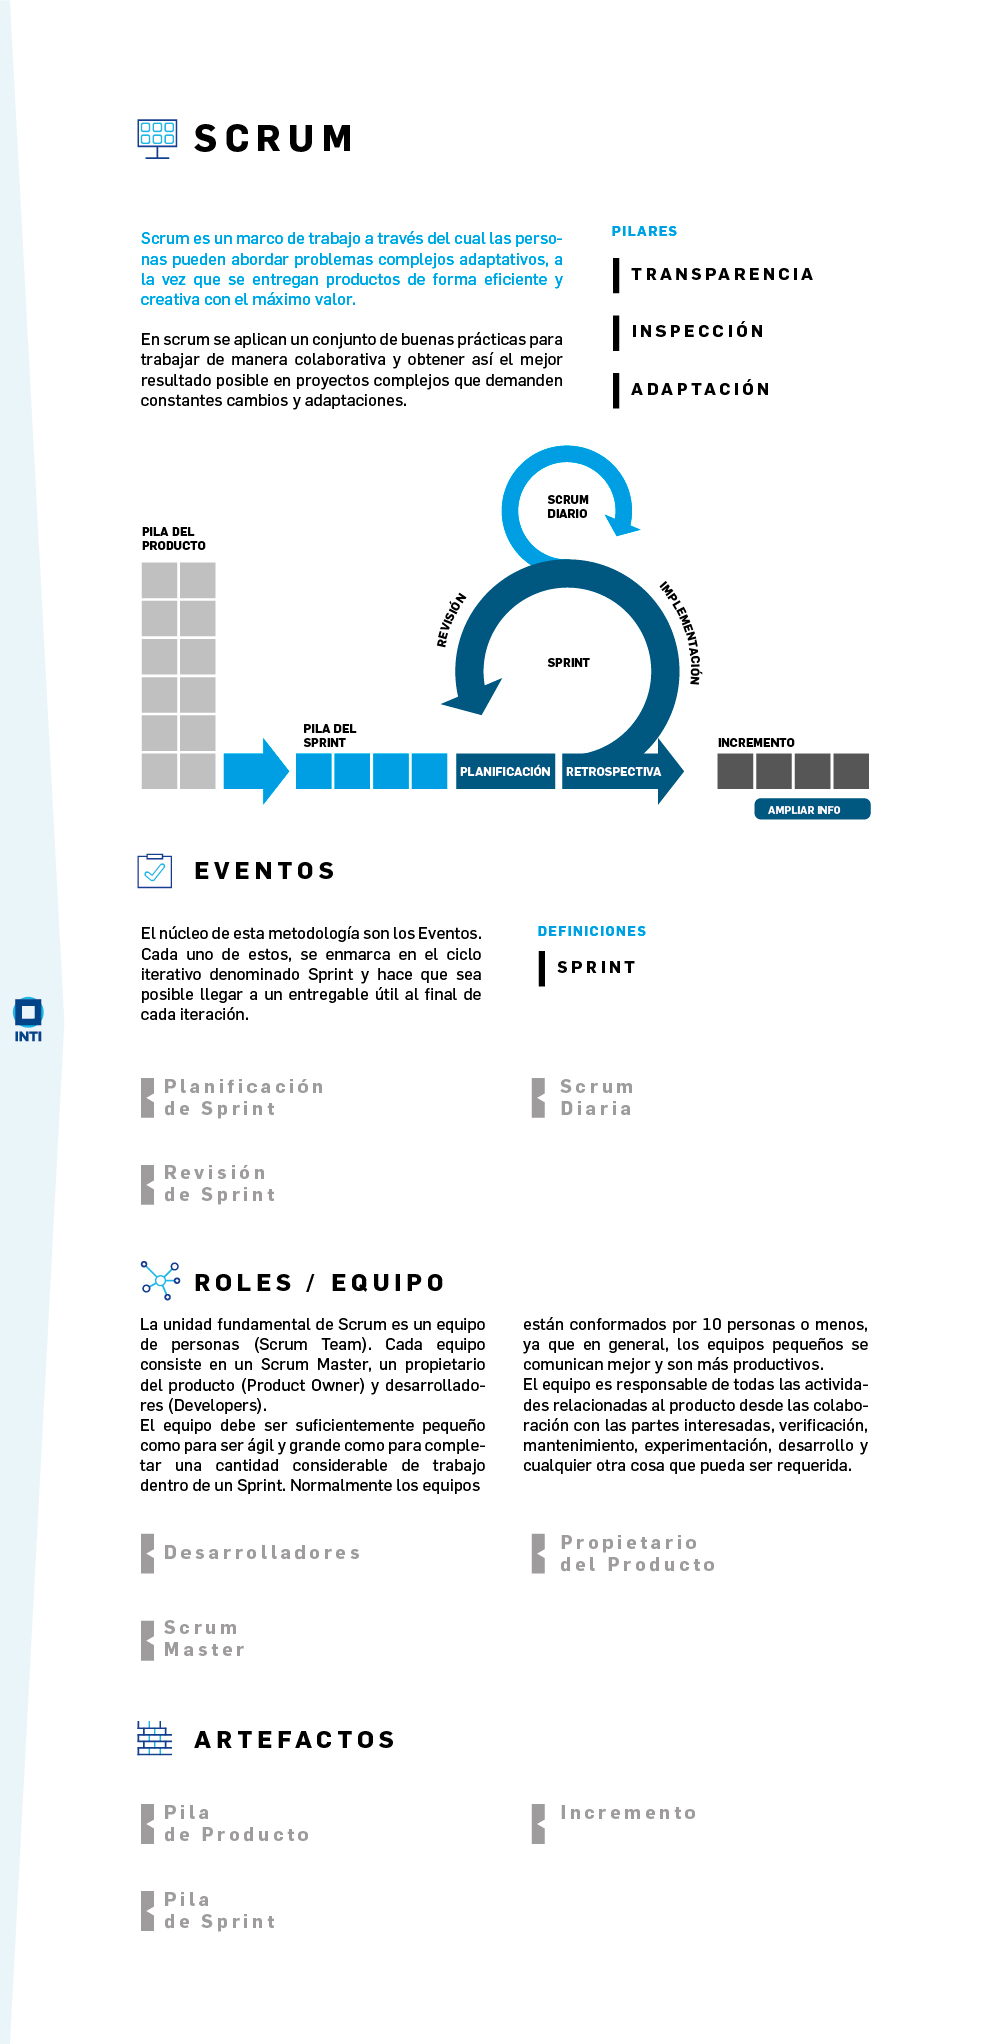 SCRUM
Scrum es un marco de trabajo a través del cual las perso-
nas pueden abordar problemas complejos adaptativos, a
la vez que se entregan productos de forma eficiente y
creativa con el máximo valor.
En scrum se aplican un conjunto de buenas prácticas para
trabajar de manera colaborativa y obtener así el mejor
resultado posible en proyectos complejos que demanden
constantes cambios y adaptaciones.
PILARES
TRANSPARENCIA
INSPECCIÓN
ADAPTACIÓN
SCRUM
DIARIO
PILA DEL
PRODUCTO
REVISIÓN
IMPLEMENTACIÓN
SPRINT
PILA DEL
SPRINT
PLANIFICACIÓN
RETROSPECTIVA
INCREMENTO
AMPLIAR INFO
EVENTOS
El núcleo de esta metodología son los Eventos.
Cada uno de estos, se enmarca en el ciclo
iterativo denominado Sprint y hace que sea
posible llegar a un entregable útil al final de
cada iteración.
DEFINICIONES
SPRINT
INTI
Planificación
de Sprint
Scrum
Diaria
Revisión
de Sprint
ROLES / EQUIPO
La unidad fundamental de Scrum es un equipo
de personas (Scrum Team). Cada equipo
consiste en un Scrum Master, un propietario
del producto (Product Owner) y desarrollado-
res (Developers).
El equipo debe ser suficientemente pequeño
como para ser ágil y grande como para comple-
tar una cantidad considerable de trabajo
dentro de un Sprint. Normalmente los equipos
están conformados por 10 personas o menos,
ya que en general, los equipos pequeños se
comunican mejor y son más productivos.
El equipo es responsable de todas las activida-
des relacionadas al producto desde las colabo-
ración con las partes interesadas, verificación,
mantenimiento, experimentación, desarrollo y
cualquier otra cosa que pueda ser requerida.
Desarrolladores
Propietario
del Producto
Scrum
Master
ARTEFACTOS
Pila
de Producto
Incremento
Pila
de Sprint